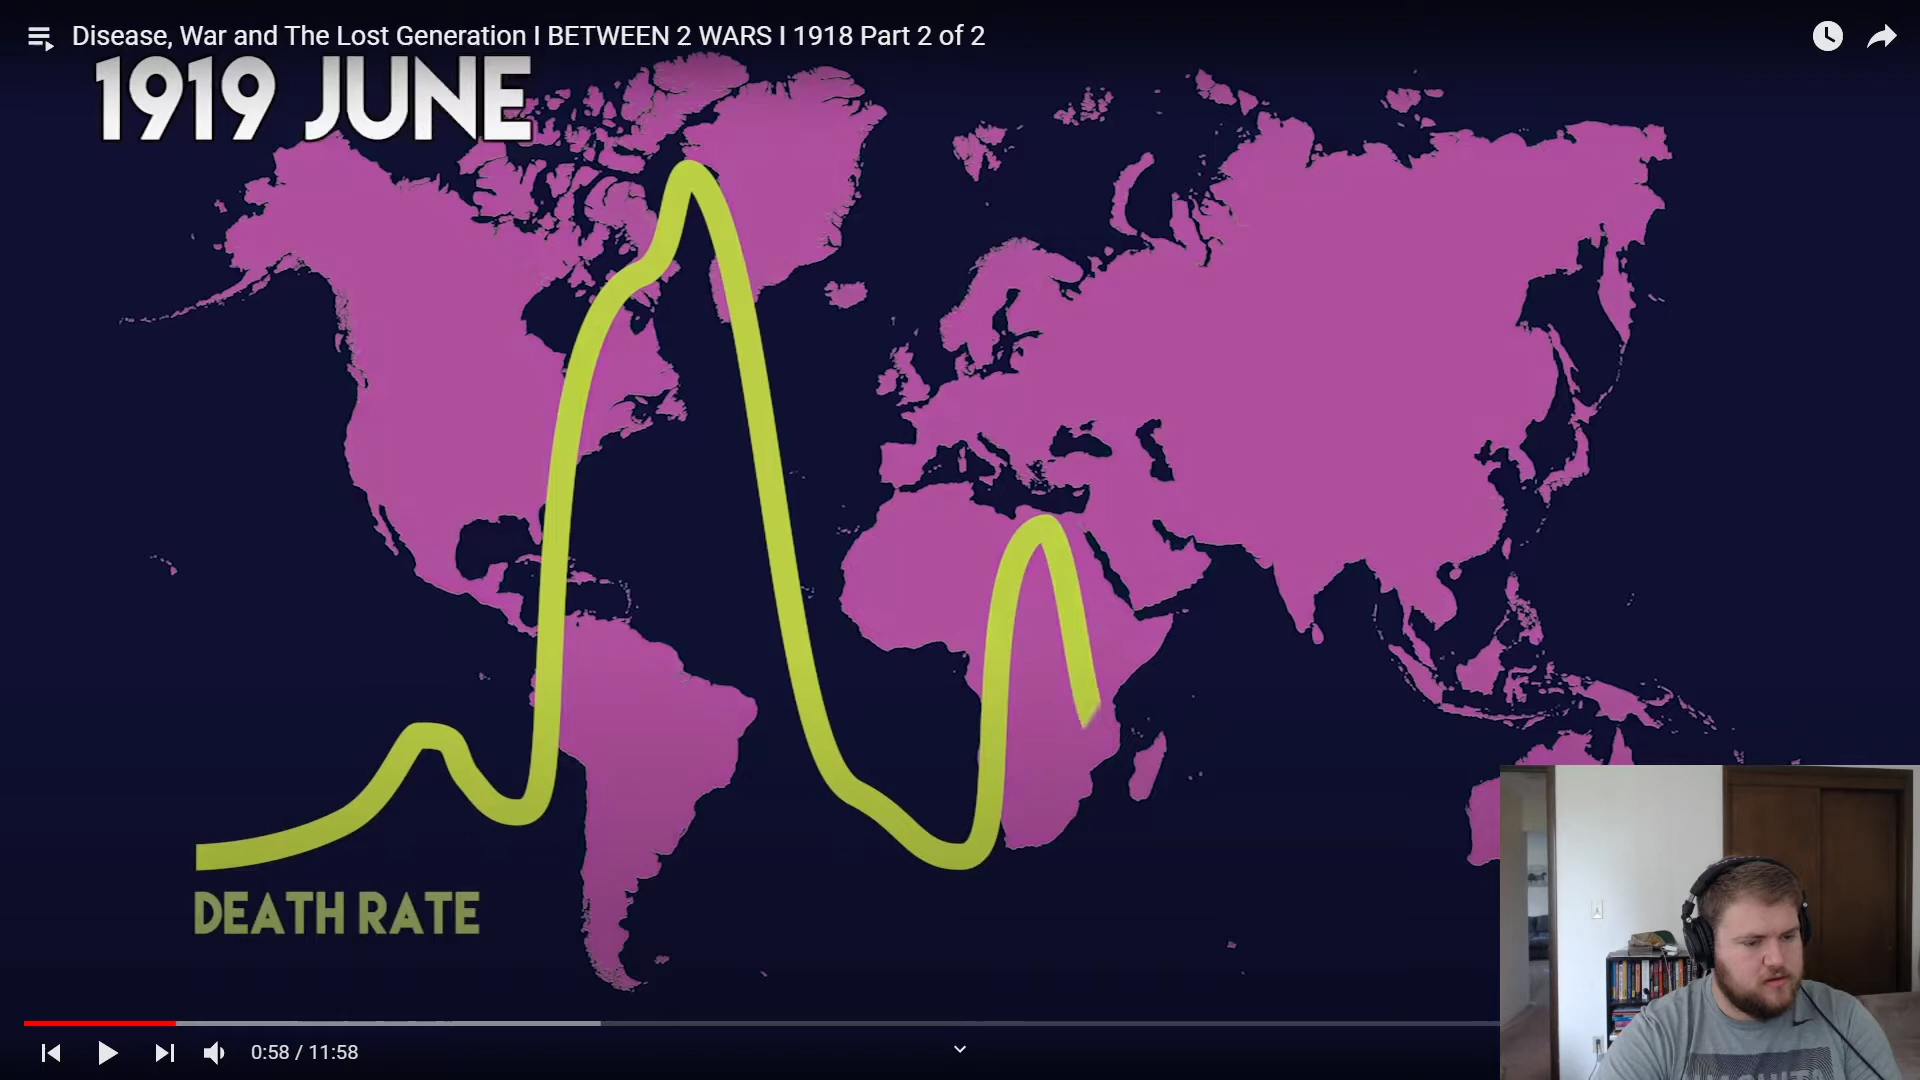 Disease, War and The Lost Generation I BETWEEN 2 WARS I 1918 Part 2 of 2
1919 JUNE
DEATH RATE
0:58 / 11:58